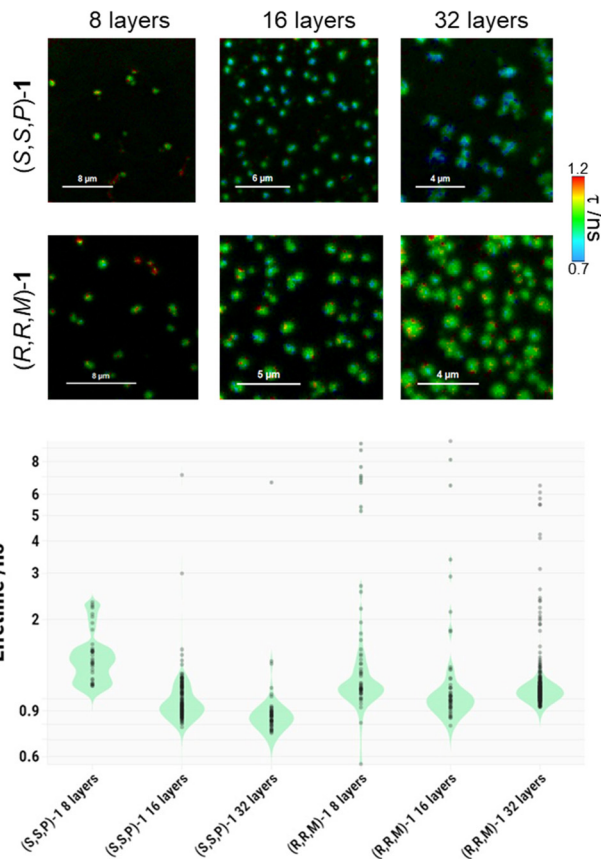 8 layers 16 layers 32 layers
(S,S,P)-1
8 µm 6 µm 4 µm
1.2
τ /ns
0.7
(R,R,M)-1
8 µm 5 µm 4 µm
8
6
5
4
3
2
0.9
0.6
(S,S,P)-1 8 layers
(S,S,P)-1 16 layers
(S,S,P)-1 32 layers
(R,R,M)-1 8 layers
(R,R,M)-1 16 layers
(R,R,M)-1 32 layers